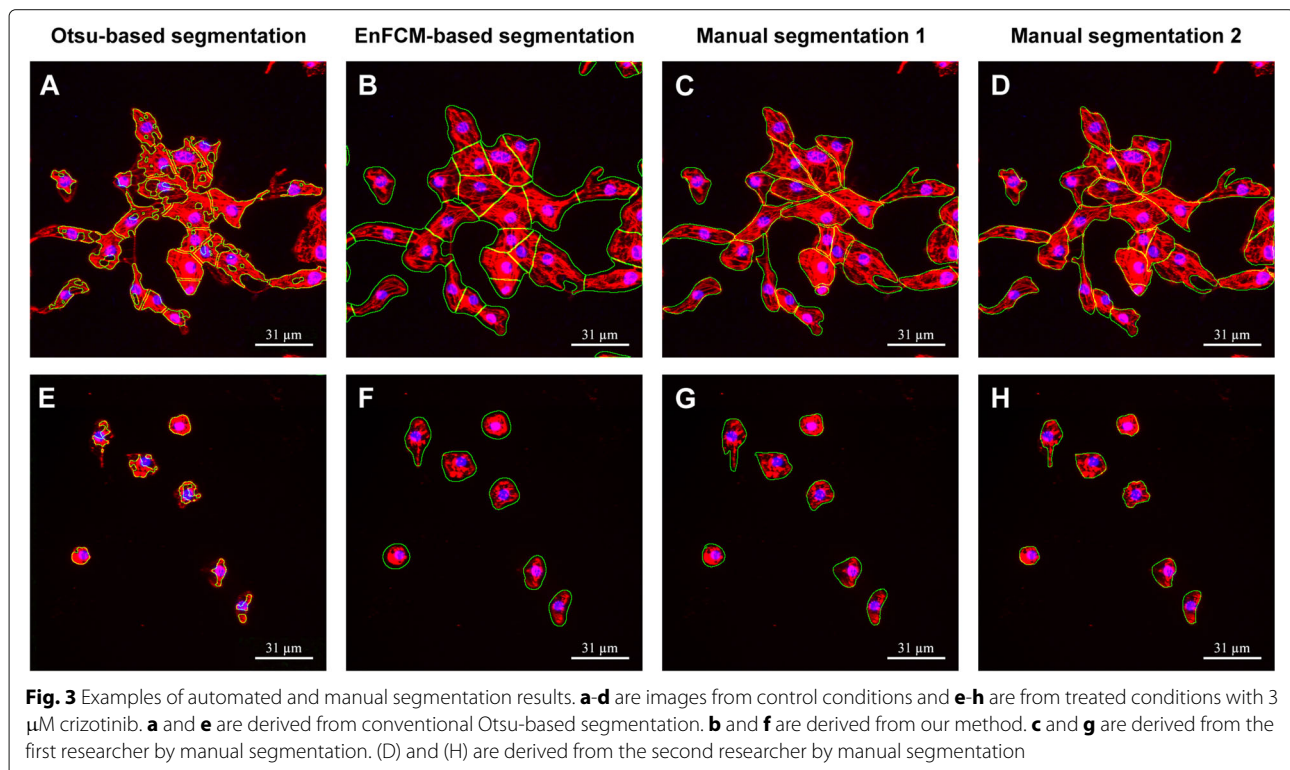 Otsu-based segmentation EnFCM-based segmentation Manual segmentation 1 Manual segmentation 2
A B C D
31 µm 31 µm 31 µm 31 µm
E F G H
31 µm 31 µm 31 µm 31 µm
Fig. 3 Examples of automated and manual segmentation results. a-d are images from control conditions and e-h are from treated conditions with 3
µM crizotinib. a and e are derived from conventional Otsu-based segmentation. b and f are derived from our method. c and g are derived from the
first researcher by manual segmentation. (D) and (H) are derived from the second researcher by manual segmentation